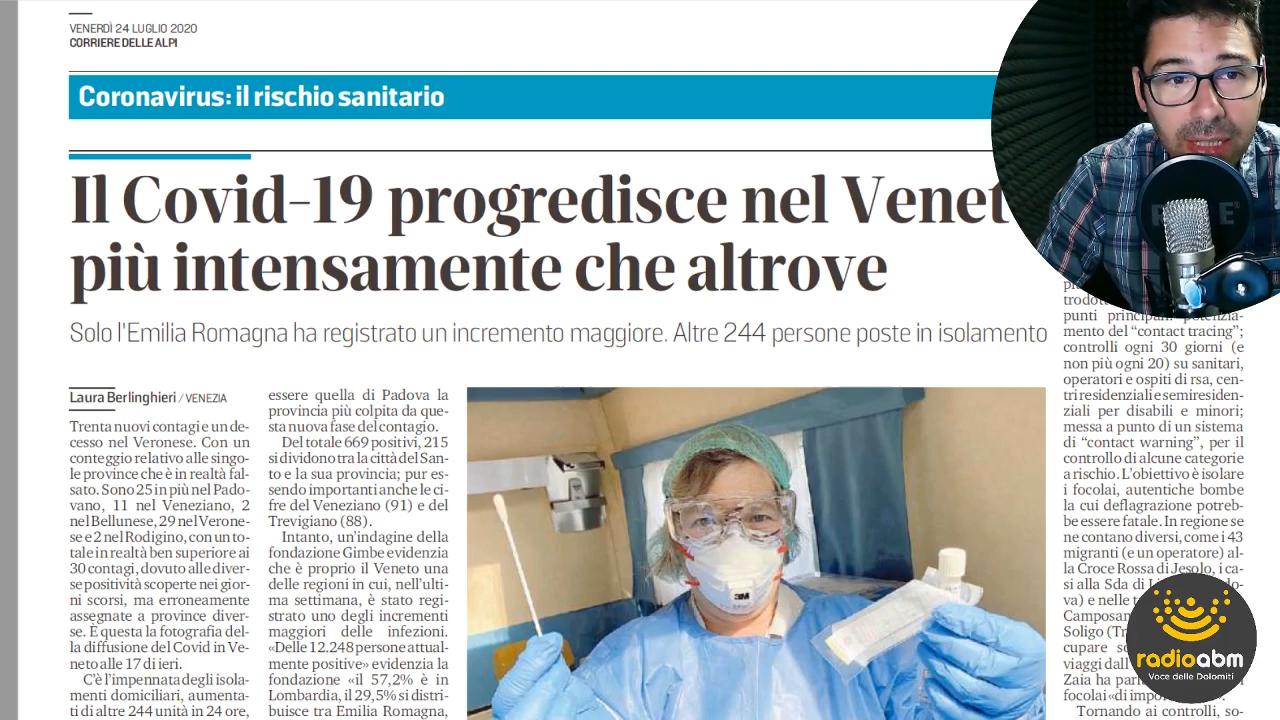 VENERDÌ 24 LUGLIO 2020
CORRIERE DELLE ALPI
Coronavirus: il rischio sanitario
Il Covid-19 progredisce nel Venet
più intensamente che altrove
Solo l'Emilia Romagna ha registrato un incremento maggiore. Altre 244 persone poste in isolamento
Laura Berlinghieri / VENEZIA
Trenta nuovi contagi e un de-
cesso nel Veronese. Con un
conteggio relativo alle singo-
le province che è in realtà fal-
sato. Sono 25 in più nel Pado-
vano, 11 nel Veneziano, 2
nel Bellunese, 29 nel Verone-
se e 2 nel Rodigino, con un to-
tale in realtà ben superiore ai
30 contagi, dovuto alle diver-
se positività scoperte nei gior-
ni scorsi, ma erroneamente
assegnate a province diver-
se. È questa la fotografia del-
la diffusione del Covid in Ve-
neto alle 17 di ieri.
C'è l'impennata degli isola-
menti domiciliari, aumenta-
ti di altre 244 unità in 24 ore,
essere quella di Padova la
provincia più colpita da que-
sta nuova fase del contagio.
Del totale 669 positivi, 215
si dividono tra la città del San-
to e la sua provincia; pur es-
sendo importanti anche le ci-
fre del Veneziano (91) e del
Trevigiano (88).
Intanto, un'indagine della
fondazione Gimbe evidenzia
che è proprio il Veneto una
delle regioni in cui, nell'ulti-
ma settimana, è stato regi-
strato uno degli incrementi
maggiori delle infezioni.
«Delle 12.248 persone attual-
mente positive» evidenzia la
fondazione «il 57,2% è in
Lombardia, il 29,5% si distri-
buisce tra Emilia Romagna,
3M
trodott
punti principali: potenzia-
mento del “contact tracing”;
controlli ogni 30 giorni (e
non più ogni 20) su sanitari,
operatori e ospiti di rsa, cen-
tri residenziali e semiresiden-
ziali per disabili e minori;
messa a punto di un sistema
di “contact warning”, per il
controllo di alcune categorie
a rischio. L'obiettivo è isolare
i focolai, autentiche bombe
la cui deflagrazione potreb-
be essere fatale. In regione se
ne contano diversi, come i 43
migranti (e un operatore) al-
la Croce Rossa di Jesolo, i ca-
si alla Sda di
va) e nelle
Camposam
Soligo (Tr
cupare
viaggi dall
Zaia ha par
focolai «di
Tornando ai controlli, so-
radioabm
Voce delle Dolomiti